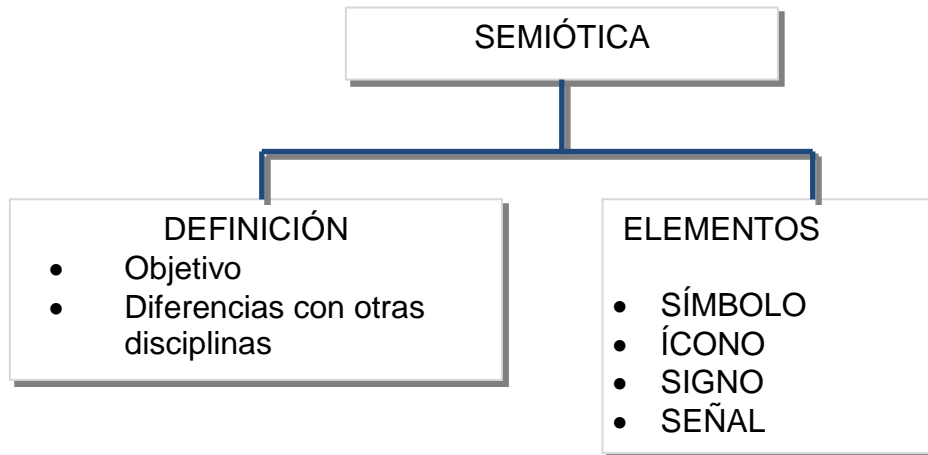 SEMIÓTICA
DEFINICIÓN
• Objetivo
• Diferencias con otras
disciplinas
ELEMENTOS
• SÍMBOLO
• ÍCONO
• SIGNO
• SEÑAL